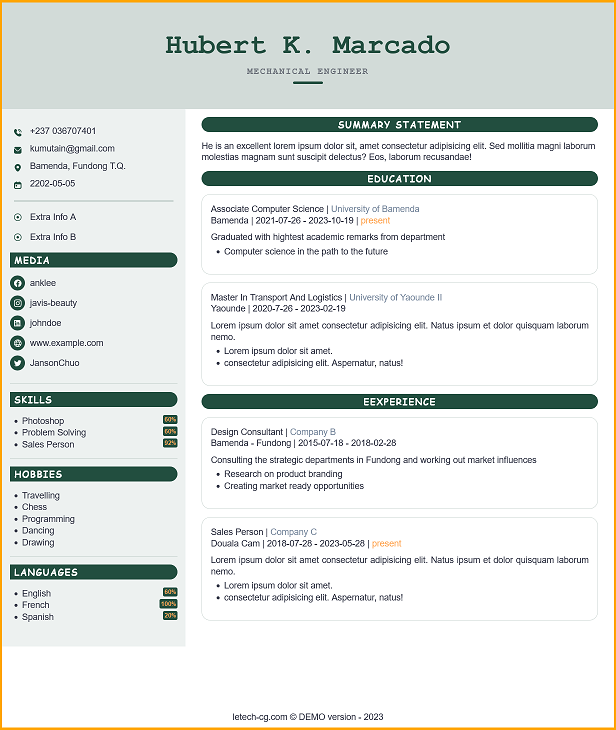 Hubert K. Marcado
MECHANICAL ENGINEER
+237 036707401
kumutain@gmail.com
Bamenda, Fundong T.Q.
2202-05-05
Extra Info A
Extra Info B
MEDIA
anklee
javis-beauty
johndoe
www.example.com
JansonChuo
SKILLS
Photoshop 60%
Problem Solving 60%
Sales Person 92%
HOBBIES
Travelling
Chess
Programming
Dancing
Drawing
LANGUAGES
English 60%
French 100%
Spanish 20%
SUMMARY STATEMENT
He is an excellent lorem ipsum dolor sit, amet consectetur adipisicing elit. Sed mollitia magni laborum
molestias magnam sunt suscipit delectus? Eos, laborum recusandae!
EDUCATION
Associate Computer Science | University of Bamenda
Bamenda | 2021-07-26 - 2023-10-19 | present
Graduated with hightest academic remarks from department
Computer science in the path to the future
Master In Transport And Logistics | University of Yaounde II
Yaounde | 2020-7-26 - 2023-02-19
Lorem ipsum dolor sit amet consectetur adipisicing elit. Natus ipsum et dolor quisquam laborum
nemo.
Lorem ipsum dolor sit amet.
consectetur adipisicing elit. Aspernatur, natus!
EEXPERIENCE
Design Consultant | Company B
Bamenda - Fundong | 2015-07-18 - 2018-02-28
Consulting the strategic departments in Fundong and working out market influences
Research on product branding
Creating market ready opportunities
Sales Person | Company C
Douala Cam | 2018-07-28 - 2023-05-28 | present
Lorem ipsum dolor sit amet consectetur adipisicing elit. Natus ipsum et dolor quisquam laborum
nemo.
Lorem ipsum dolor sit amet.
consectetur adipisicing elit. Aspernatur, natus!
letech-cg.com © DEMO version - 2023